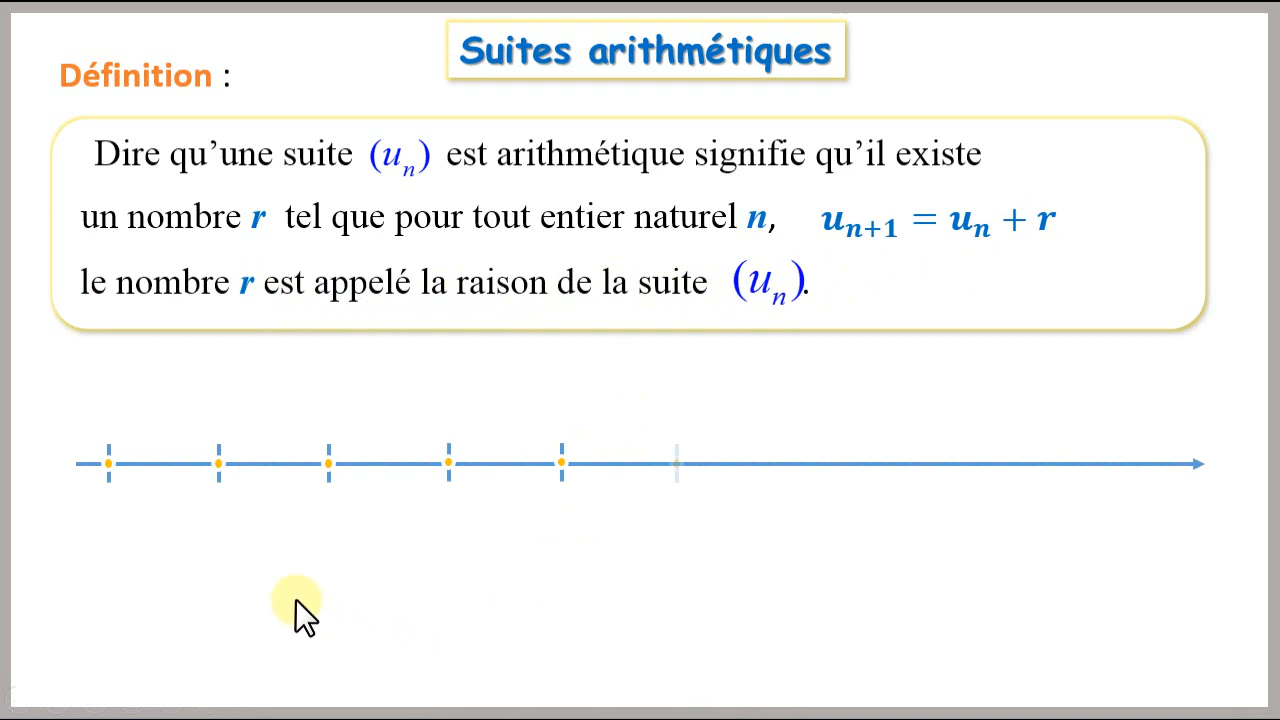 Suites arithmétiques
Définition :
Dire qu’une suite (uₙ) est arithmétique signifie qu’il existe
un nombre r tel que pour tout entier naturel n, uₙ₊₁ = uₙ + r
le nombre r est appelé la raison de la suite (uₙ).